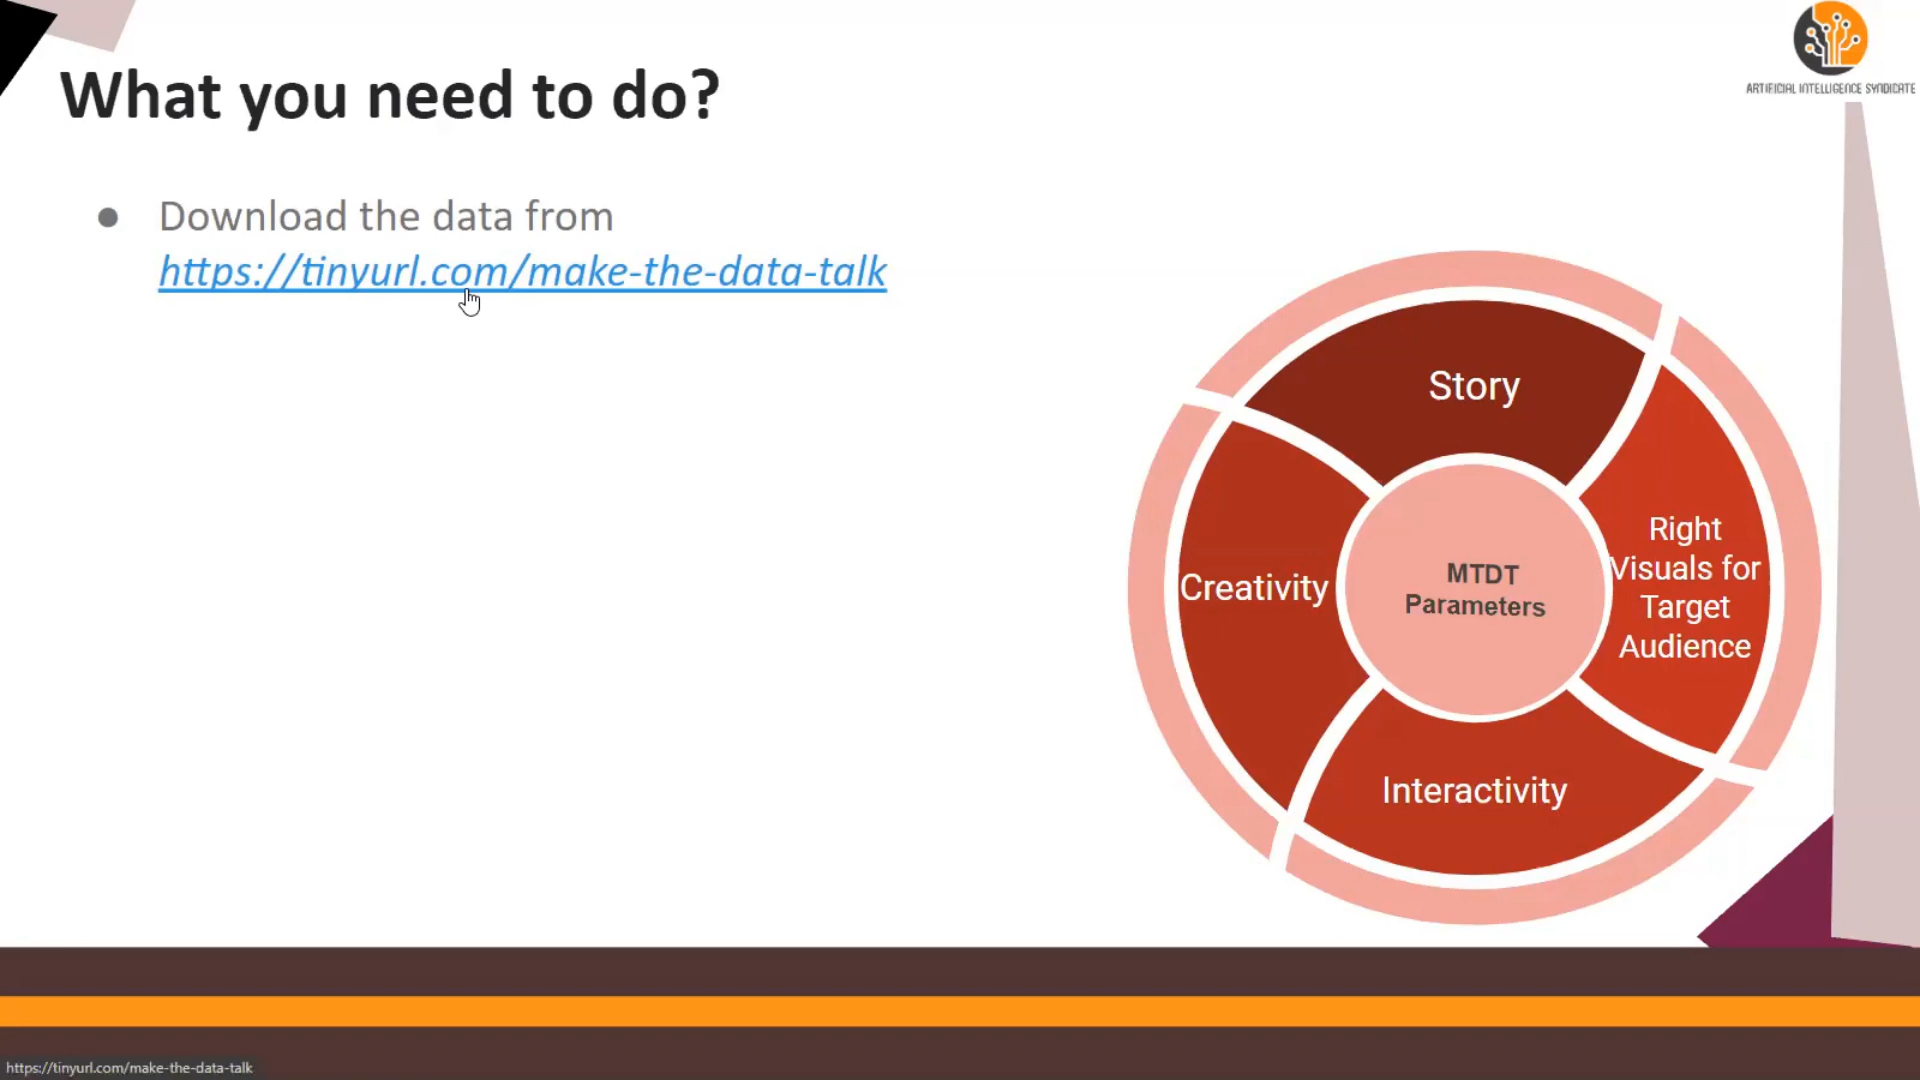 What you need to do?
ARTIFICIAL INTELLIGENCE SYNDICATE
● Download the data from
https://tinyurl.com/make-the-data-talk
Story
Right
Visuals for
Target
Audience
Creativity
MTDT
Parameters
Interactivity
https://tinyurl.com/make-the-data-talk